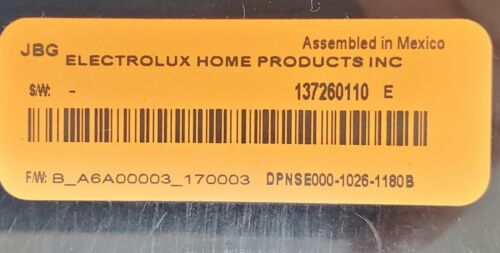 JBG Assembled in Mexico
ELECTROLUX HOME PRODUCTS INC
S/W: - 137260110 E
F/W: B_A6A00003_170003 DPNSE000-1026-1180B